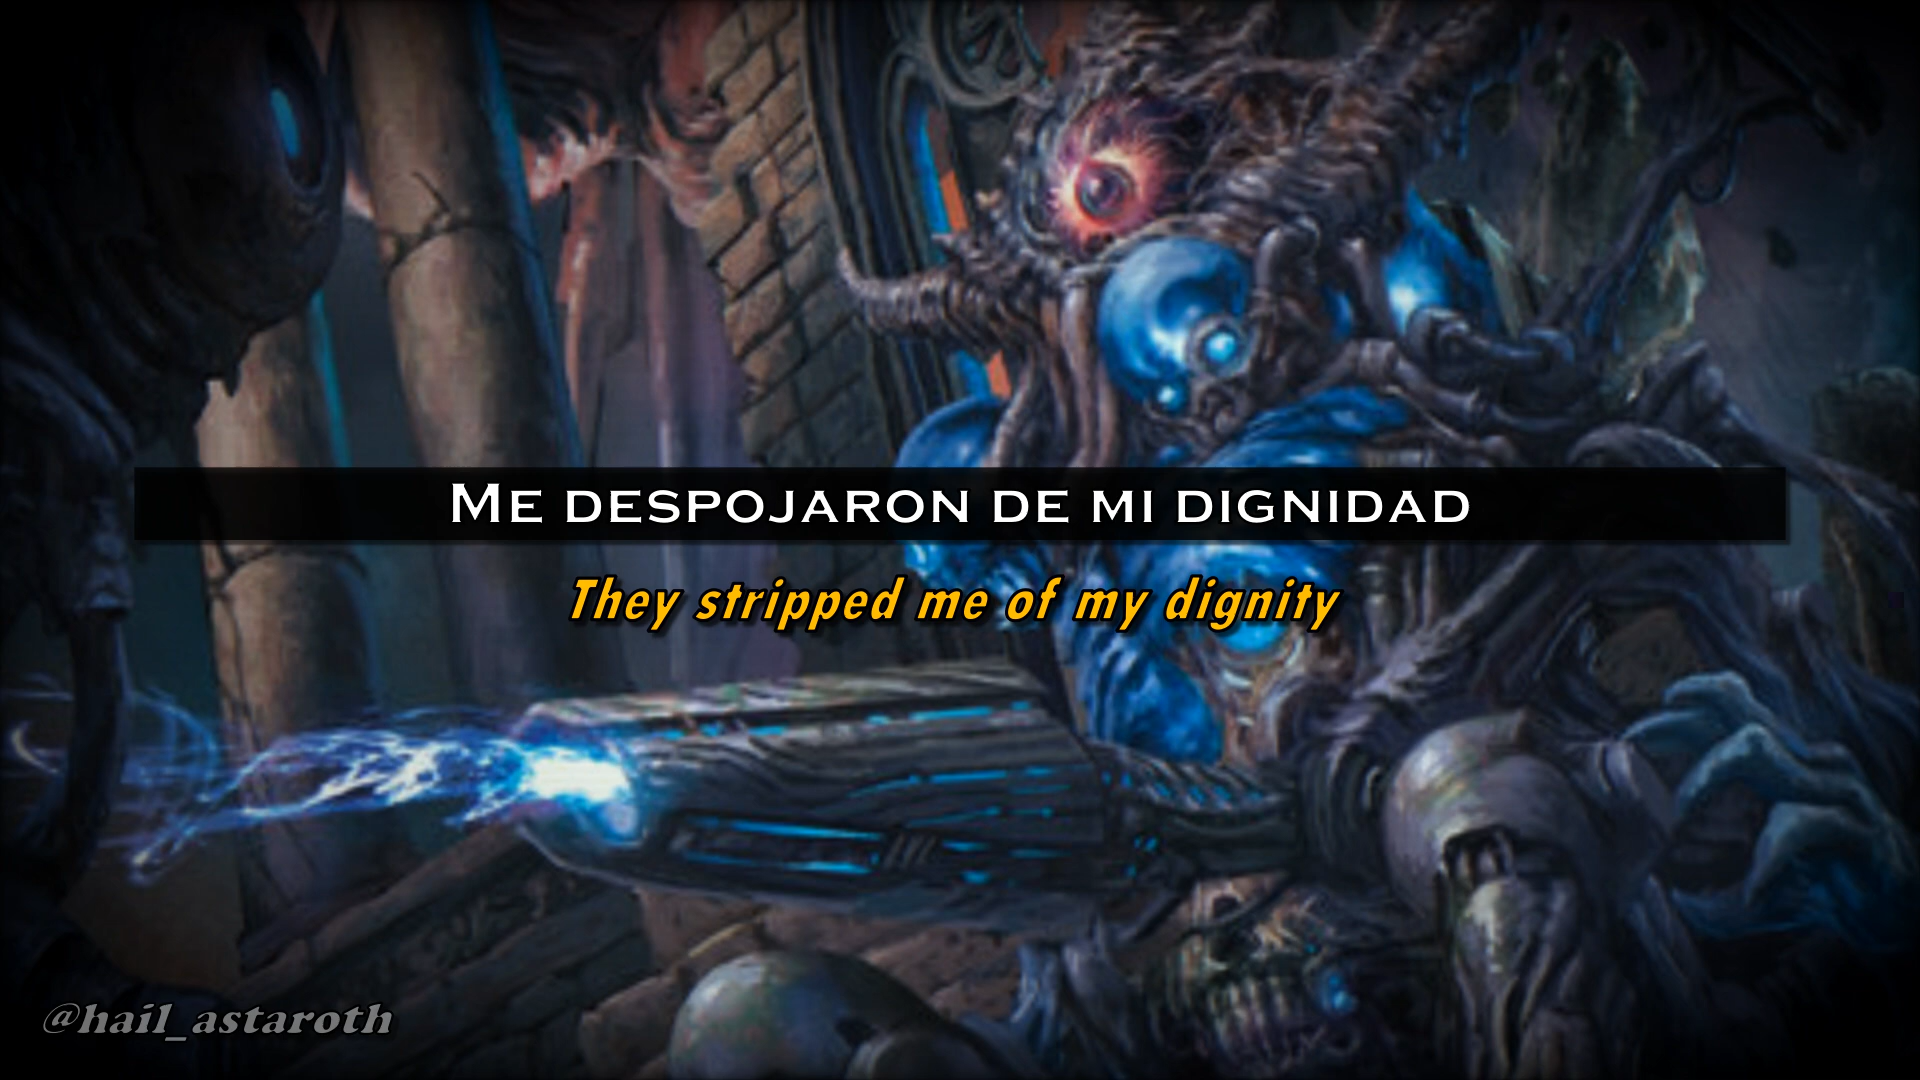 ME DESPOJARON DE MI DIGNIDAD
They stripped me of my dignity
@hail_astaroth